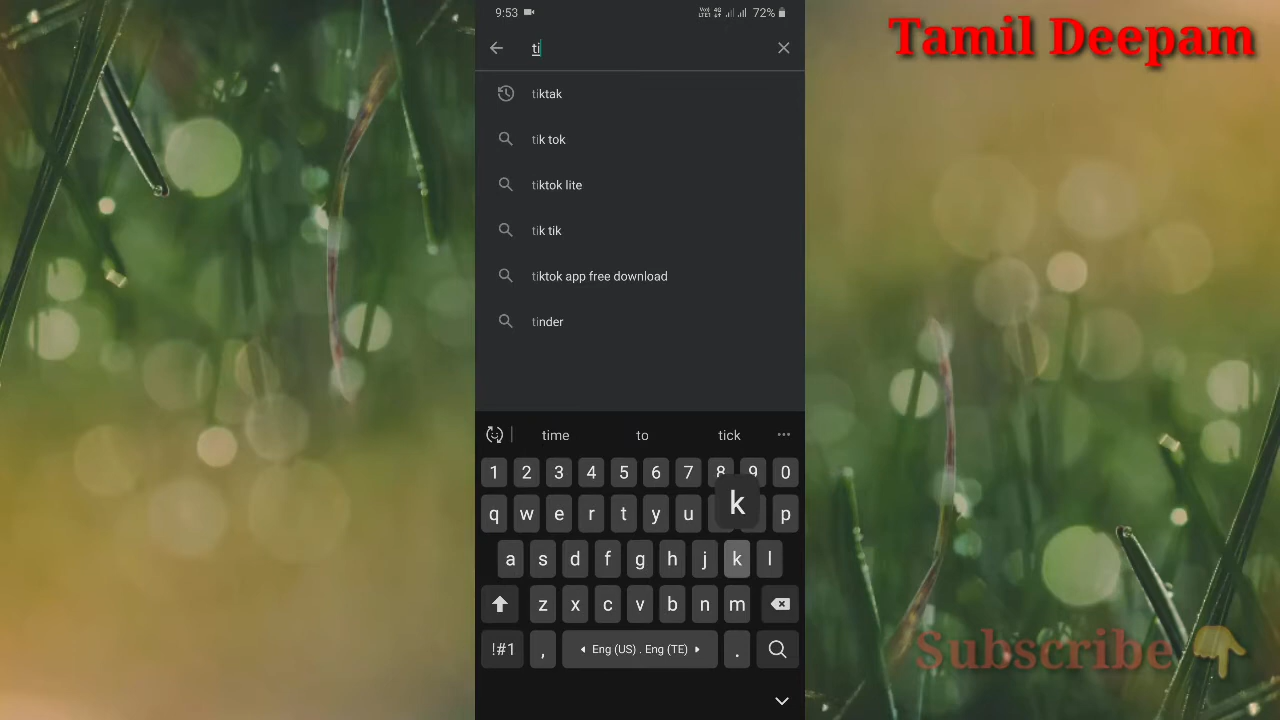 Tamil Deepam
9:53 72%
ti
tiktak
tik tok
tiktok lite
tik tik
tiktok app free download
tinder
time to tick
1 2 3 4 5 6 7 8 9 0
q w e r t y u p
k
a s d f g h j k l
z x c v b n m
!#1 , Eng (US) . Eng (TE) .
Subscribe